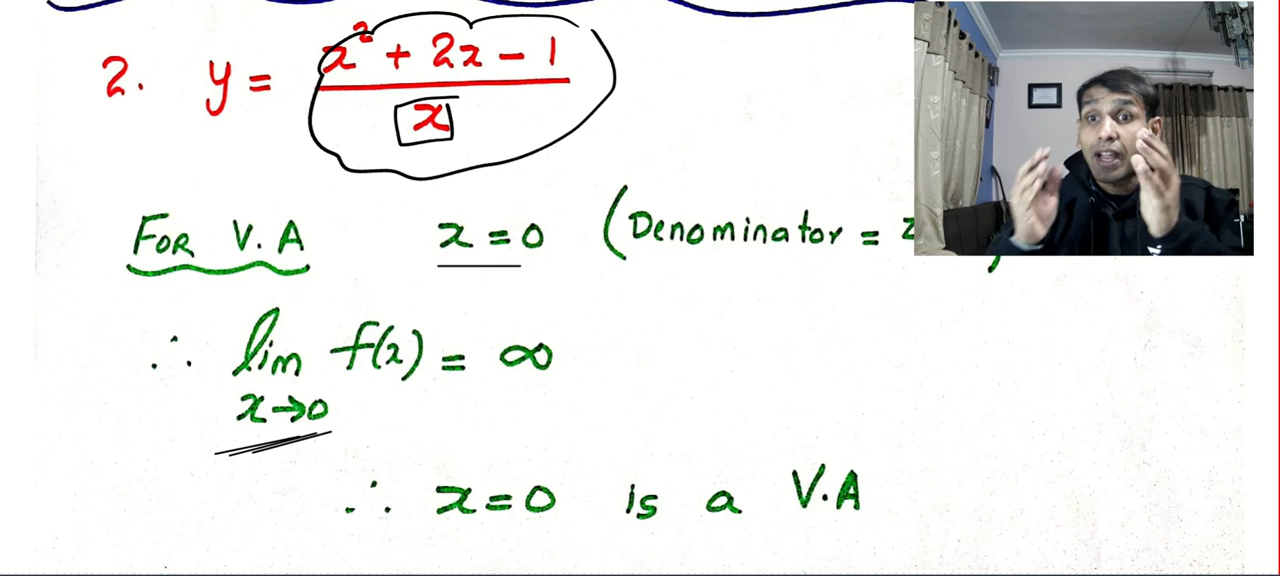 2. y = x² + 2x - 1 / x
FOR V.A x = 0 (Denominator =
∴ lim f(x) = ∞
x→0
∴ x=0 is a V.A